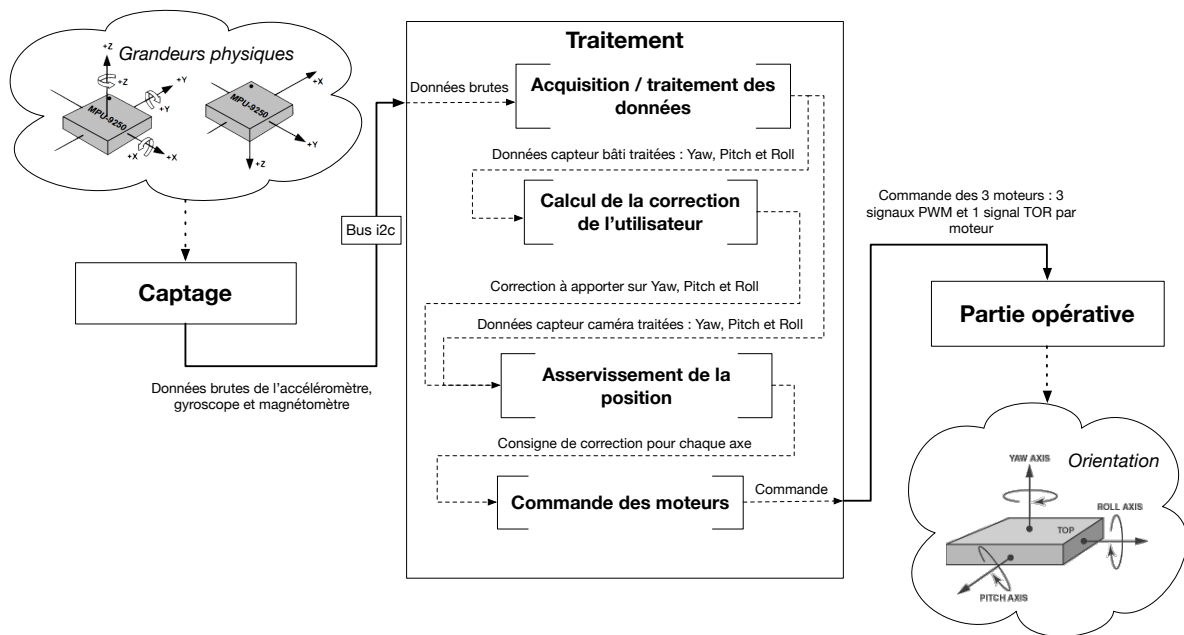 Grandeurs physiques
+Z
+Z
+Y
+Y
+X
+X
MPU-9250
+X
+Y
+Z
MPU-9250
Captage
Données brutes de l'accéléromètre,
gyroscope et magnétomètre
Bus i2c
Traitement
Données brutes
Acquisition / traitement des
données
Données capteur bâti traitées : Yaw, Pitch et Roll
Calcul de la correction
de l'utilisateur
Correction à apporter sur Yaw, Pitch et Roll
Données capteur caméra traitées : Yaw, Pitch et Roll
Asservissement de la
position
Consigne de correction pour chaque axe
Commande des moteurs
Commande
Commande des 3 moteurs : 3
signaux PWM et 1 signal TOR par
moteur
Partie opérative
Orientation
YAW AXIS
ROLL AXIS
TOP
PITCH AXIS